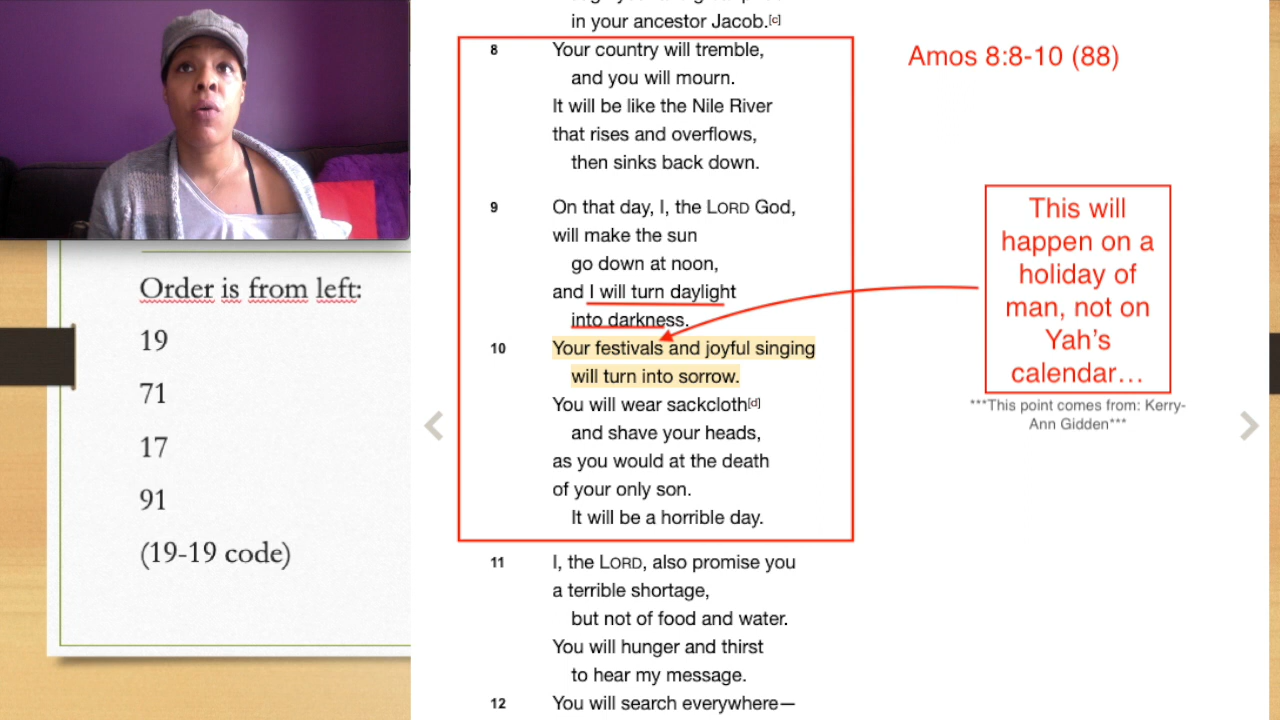 in your ancestor Jacob.[c]
8 Your country will tremble,
and you will mourn.
It will be like the Nile River
that rises and overflows,
then sinks back down.
9 On that day, I, the LORD God,
will make the sun
go down at noon,
and I will turn daylight
into darkness.
10 Your festivals and joyful singing
will turn into sorrow.
You will wear sackcloth[d]
and shave your heads,
as you would at the death
of your only son.
It will be a horrible day.
11 I, the LORD, also promise you
a terrible shortage,
but not of food and water.
You will hunger and thirst
to hear my message.
12 You will search everywhere—
Amos 8:8-10 (88)
This will
happen on a
holiday of
man, not on
Yah’s
calendar…
***This point comes from: Kerry-
Ann Gidden***
Order is from left:
19
71
17
91
(19-19 code)